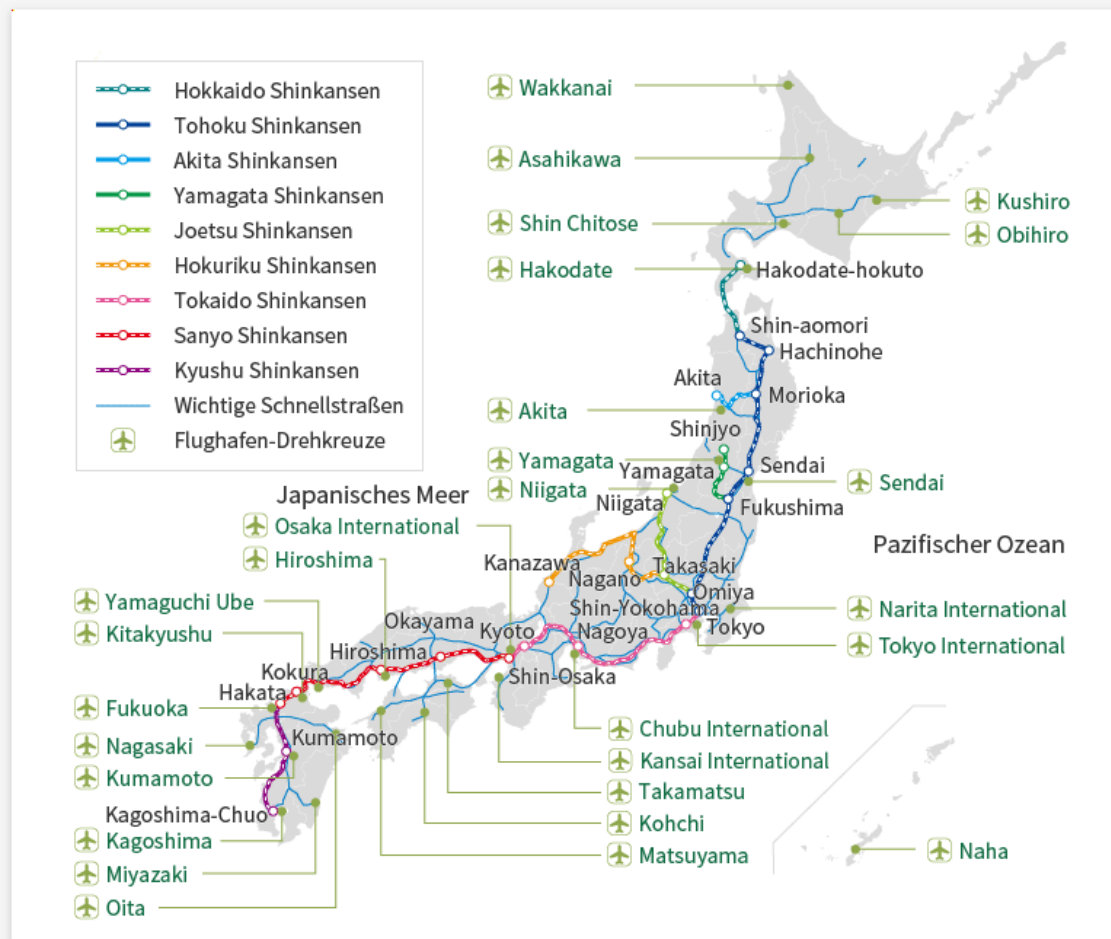 Hokkaido Shinkansen
Tohoku Shinkansen
Akita Shinkansen
Yamagata Shinkansen
Joetsu Shinkansen
Hokuriku Shinkansen
Tokaido Shinkansen
Sanyo Shinkansen
Kyushu Shinkansen
Wichtige Schnellstraßen
Flughafen-Drehkreuze
Wakkanai
Asahikawa
Kushiro
Shin Chitose
Obihiro
Hakodate
Hakodate-hokuto
Shin-aomori
Hachinohe
Akita
Morioka
Akita
Shinjyo
Yamagata
Yamagata
Sendai
Niigata
Niigata
Sendai
Fukushima
Japanisches Meer
Osaka International
Pazifischer Ozean
Hiroshima
Kanazawa
Nagano
Takasaki
Omiya
Yamaguchi Ube
Shin-Yokohama
Narita International
Okayama
Kitakyushu
Kyoto
Nagoya
Tokyo
Tokyo International
Hiroshima
Kokura
Shin-Osaka
Hakata
Fukuoka
Chubu International
Nagasaki
Kumamoto
Kansai International
Kumamoto
Takamatsu
Kagoshima-Chuo
Kohchi
Kagoshima
Matsuyama
Naha
Miyazaki
Oita